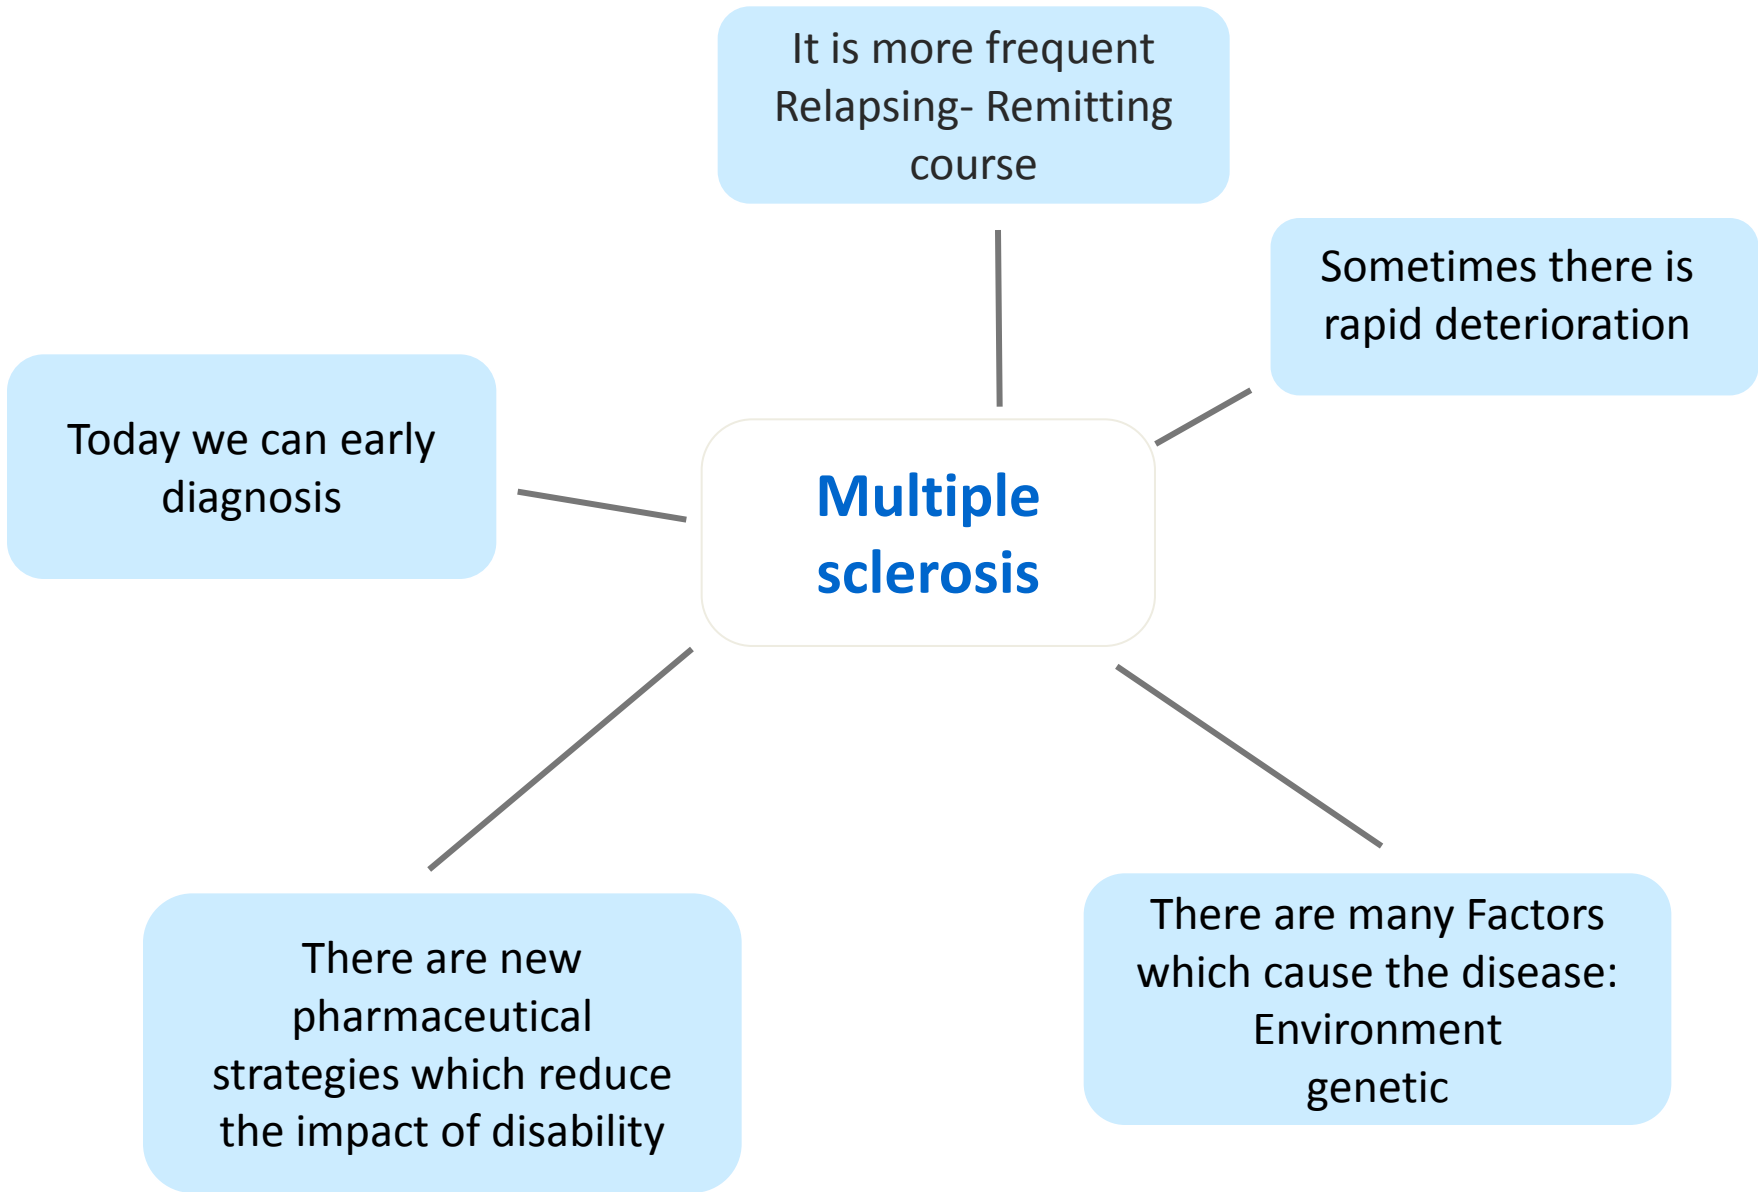 It is more frequent
Relapsing- Remitting
course
Sometimes there is
rapid deterioration
Today we can early
diagnosis
Multiple
sclerosis
There are new
pharmaceutical
strategies which reduce
the impact of disability
There are many Factors
which cause the disease:
Environment
genetic